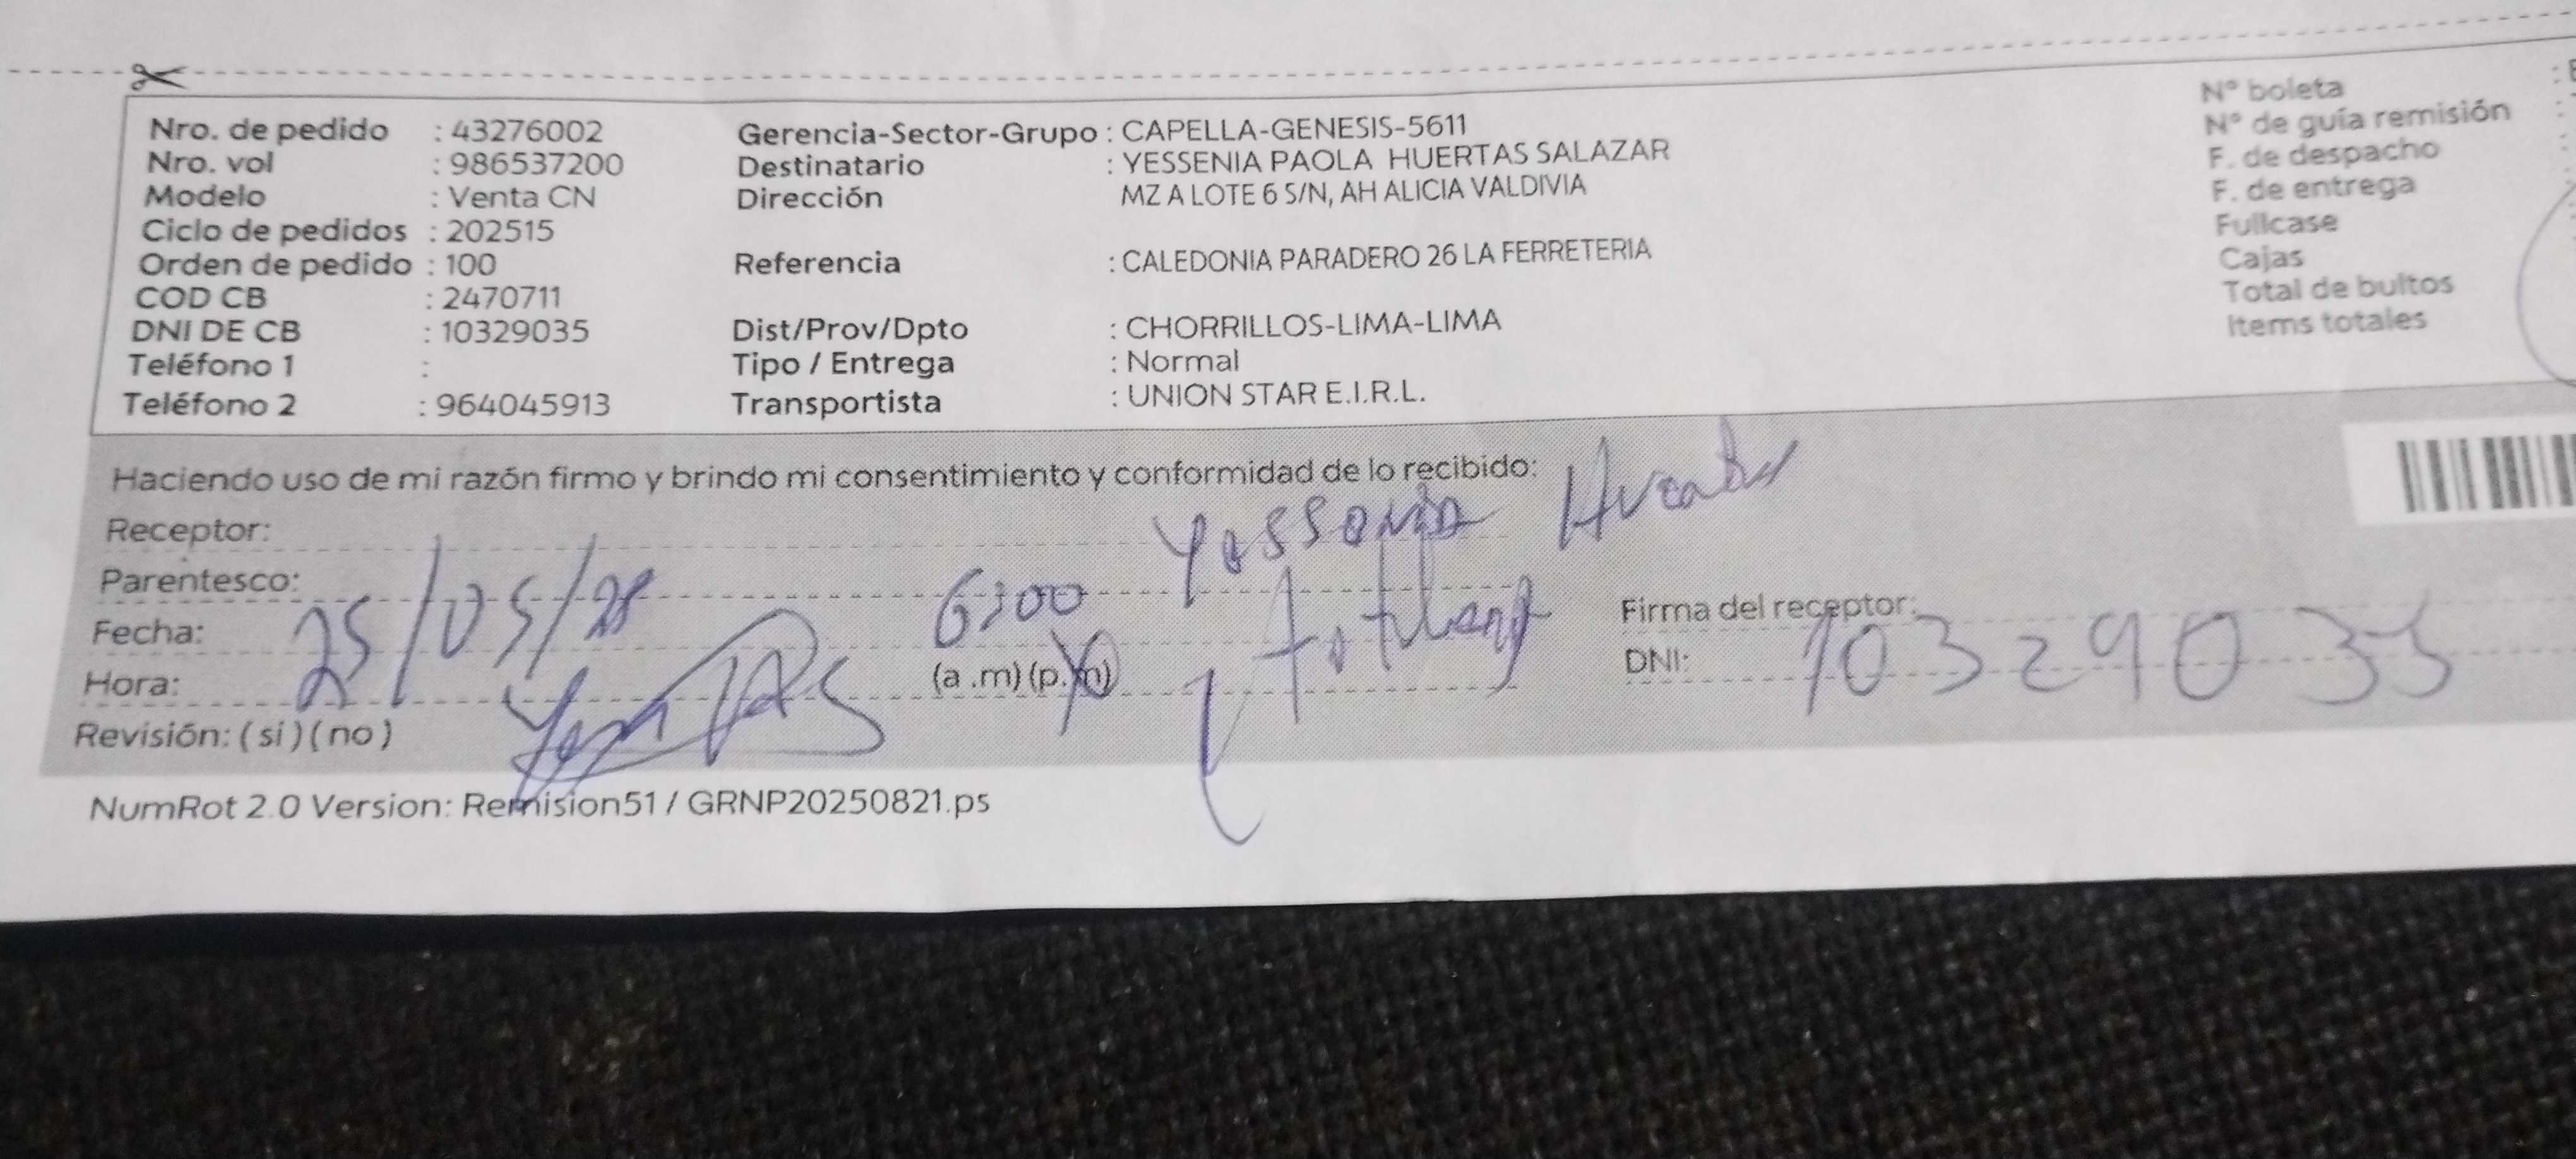 Nro. de pedido : 43276002
Nro. vol : 986537200
Modelo : Venta CN
Ciclo de pedidos : 202515
Orden de pedido : 100
COD CB : 2470711
DNI DE CB : 10329035
Teléfono 1 :
Teléfono 2 : 964045913
Gerencia-Sector-Grupo : CAPELLA-GENESIS-5611
Destinatario : YESSENIA PAOLA HUERTAS SALAZAR
Dirección MZ A LOTE 6 S/N, AH ALICIA VALDIVIA
Referencia : CALEDONIA PARADERO 26 LA FERRETERIA
Dist/Prov/Dpto : CHORRILLOS-LIMA-LIMA
Tipo / Entrega : Normal
Transportista : UNION STAR E.I.R.L.
N° boleta :
N° de guía remisión :
F. de despacho :
F. de entrega :
Fullcase
Cajas
Total de bultos
Items totales
Haciendo uso de mi razón firmo y brindo mi consentimiento y conformidad de lo recibido:
Receptor: Yessenia
Parentesco:
Fecha: 6:00
Hora: (a .m) (p.m)
Revisión: ( si ) ( no )
Firma del receptor:
DNI: 10329035
NumRot 2.0 Version: Remision51 / GRNP20250821.ps